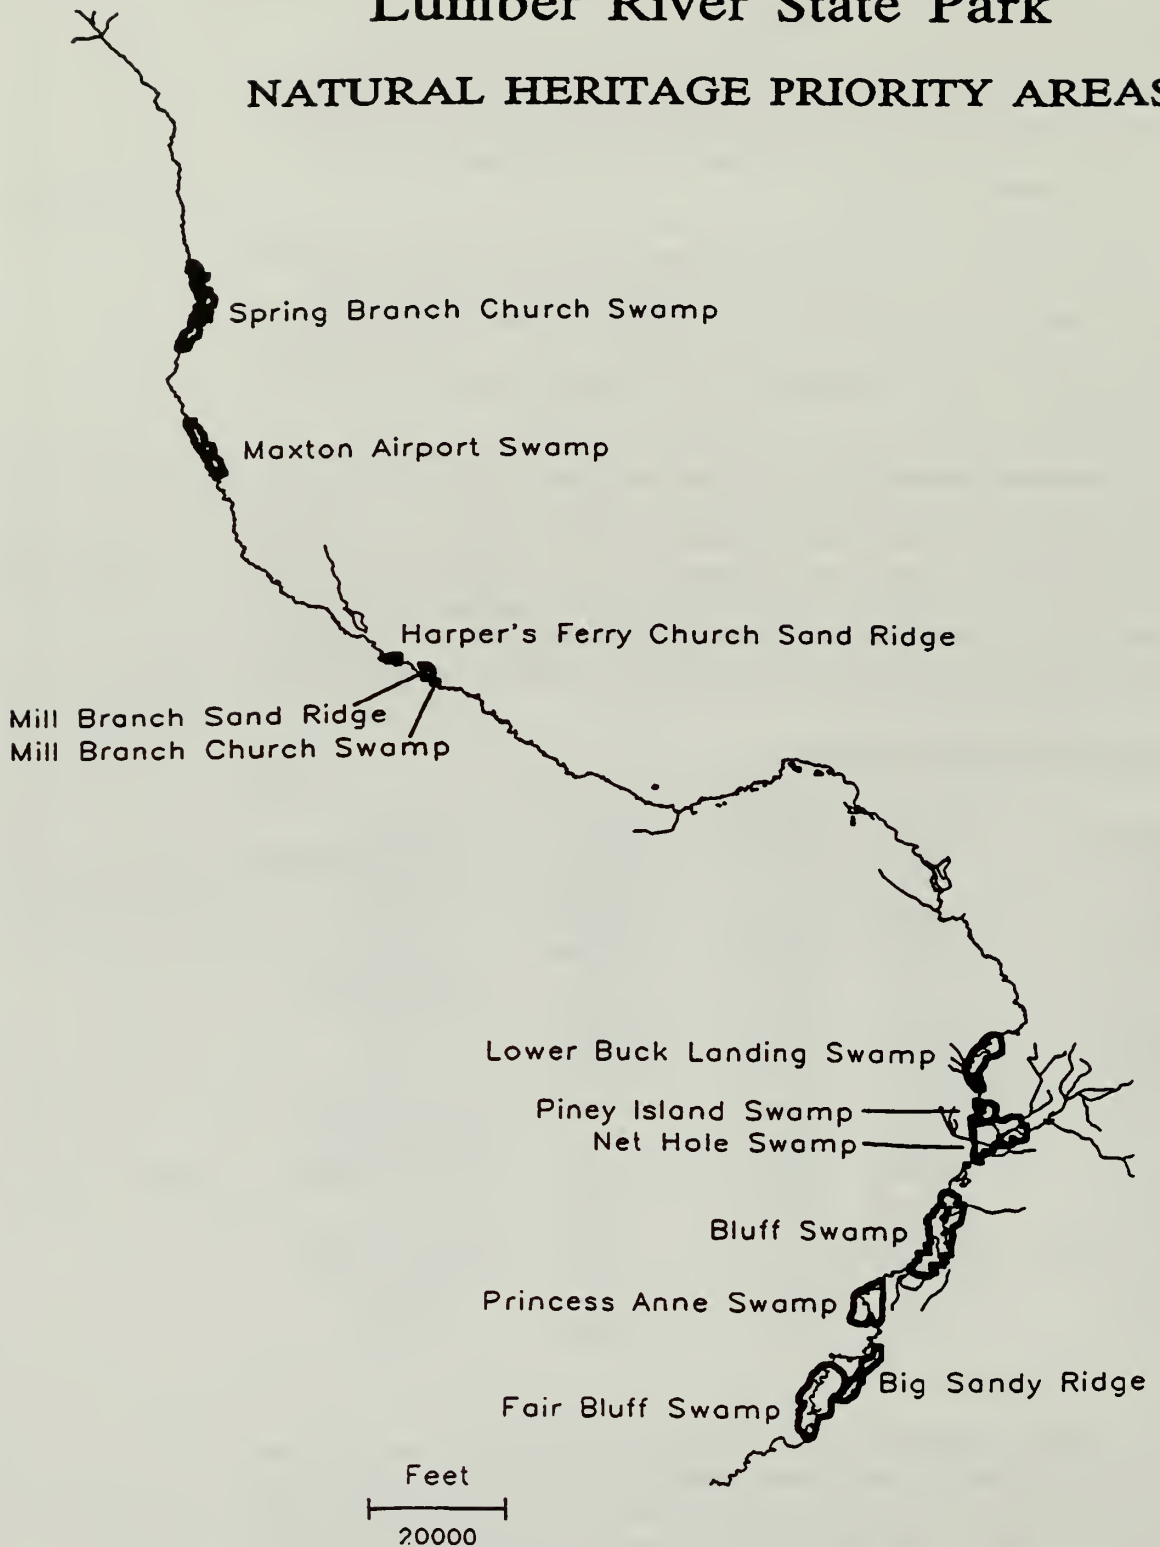 Lumber River State Park
NATURAL HERITAGE PRIORITY AREAS
Spring Branch Church Swamp
Maxton Airport Swamp
Harper's Ferry Church Sand Ridge
Mill Branch Sand Ridge
Mill Branch Church Swamp
Lower Buck Landing Swamp
Piney Island Swamp
Net Hole Swamp
Bluff Swamp
Princess Anne Swamp
Big Sandy Ridge
Fair Bluff Swamp
Feet
20000